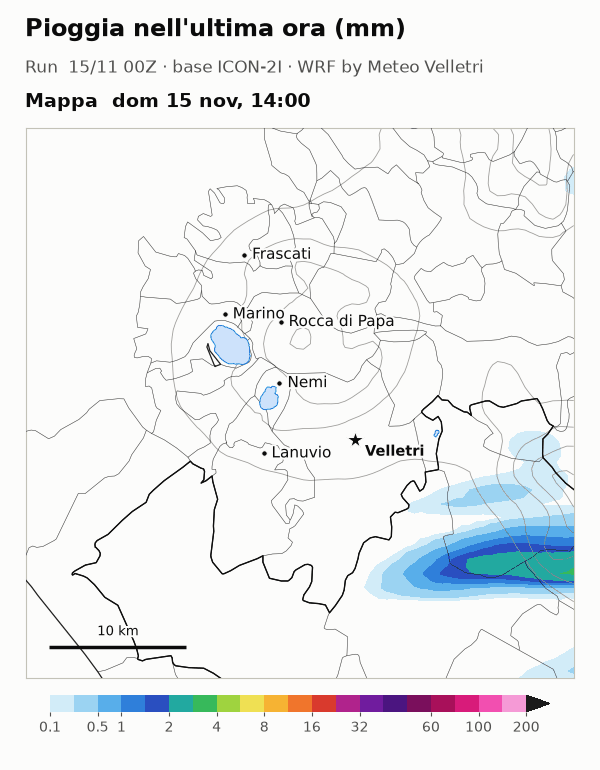 Pioggia nell'ultima ora (mm)
Run  15/11 00Z · base ICON-2I · WRF by Meteo Velletri
Mappa  dom 15 nov, 14:00
Frascati
Marino
Rocca di Papa
Nemi
Velletri
Lanuvio
10 km
0.1 0.5 1 2 4 8 16 32 60 100 200